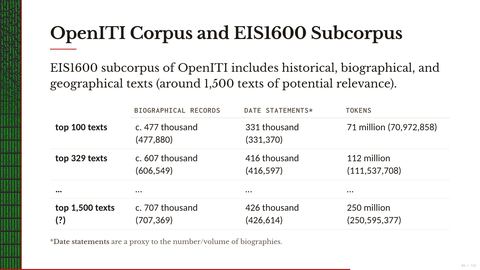 OpenITI Corpus and EIS1600 Subcorpus
EIS1600 subcorpus of OpenITI includes historical, biographical, and
geographical texts (around 1,500 texts of potential relevance).
BIOGRAPHICAL RECORDS DATE STATEMENTS* TOKENS
top 100 texts c. 477 thousand 331 thousand 71 million (70,972,858)
(477,880) (331,370)
top 329 texts c. 607 thousand 416 thousand 112 million
(606,549) (416,597) (111,537,708)
... ... ... ...
top 1,500 texts c. 707 thousand 426 thousand 250 million
(?) (707,369) (426,614) (250,595,377)
*Date statements are a proxy to the number/volume of biographies.